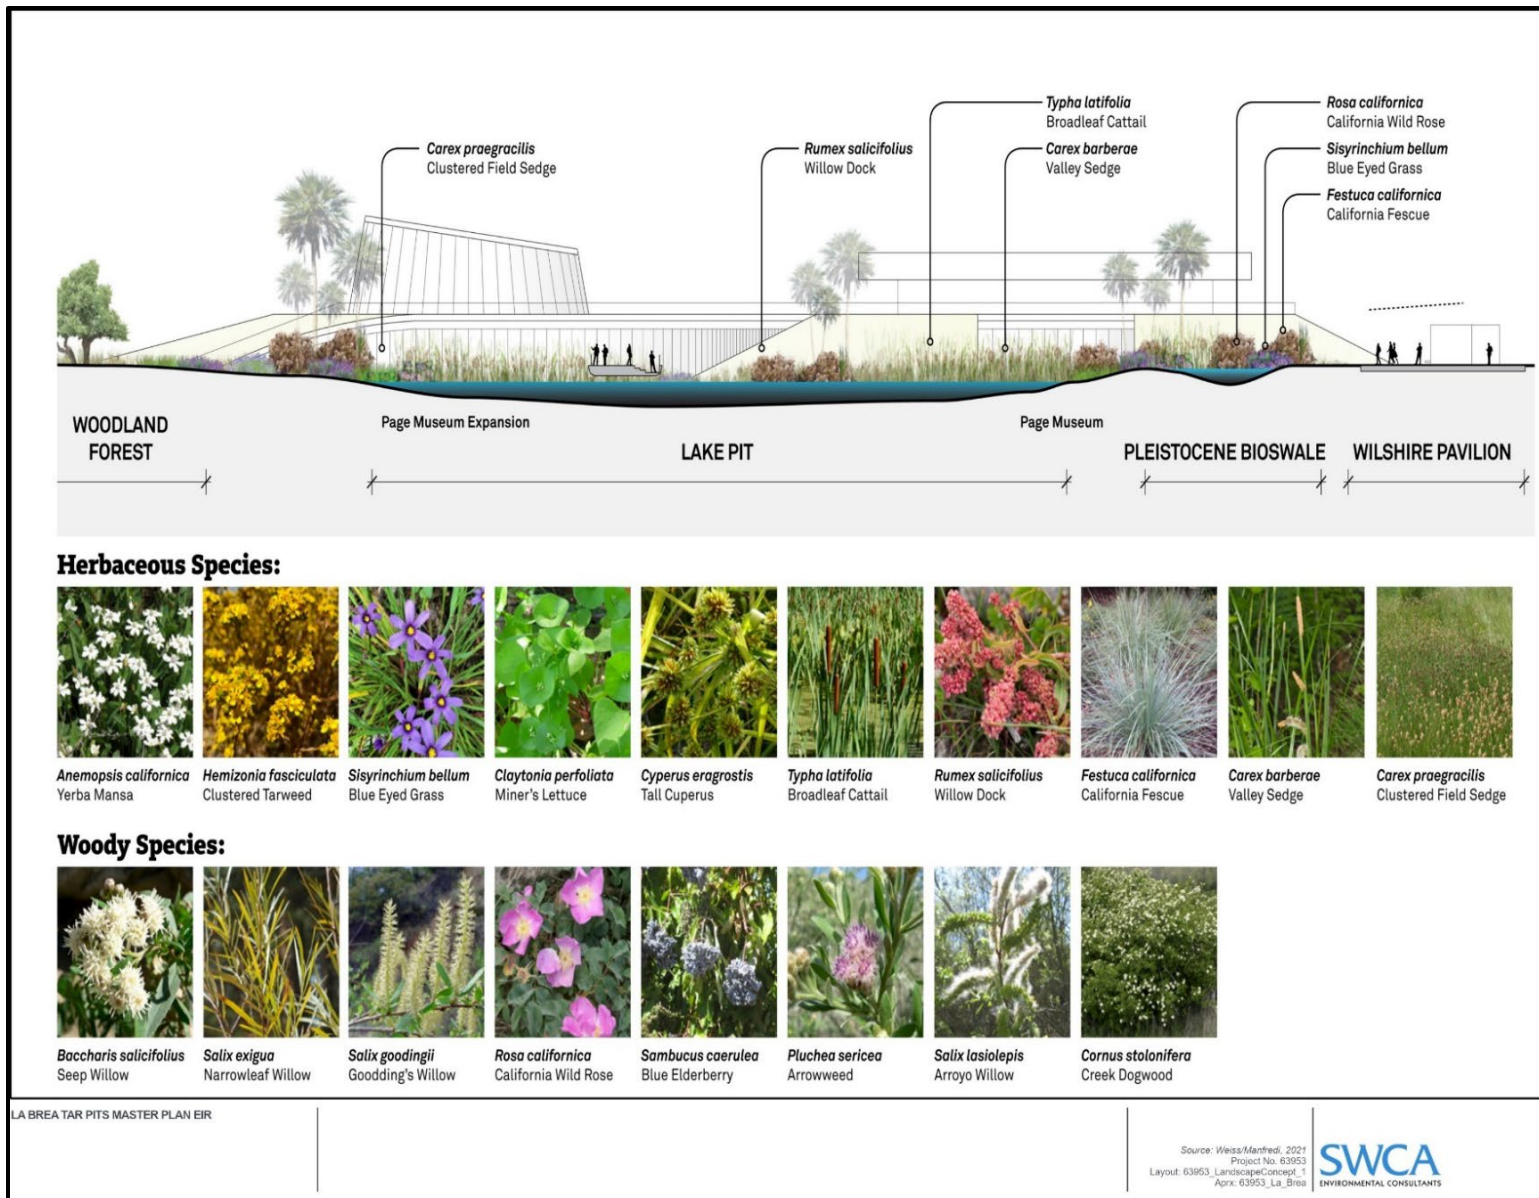 Typha latifolia
Broadleaf Cattail
Rosa californica
California Wild Rose
Carex praegracilis
Clustered Field Sedge
Rumex salicifolius
Willow Dock
Carex barberae
Valley Sedge
Sisyrinchium bellum
Blue Eyed Grass
Festuca californica
California Fescue
Page Museum Expansion
Page Museum
WOODLAND
FOREST
LAKE PIT
PLEISTOCENE BIOSWALE
WILSHIRE PAVILION
Herbaceous Species:
Anemopsis californica
Yerba Mansa
Hemizonia fasciculata
Clustered Tarweed
Sisyrinchium bellum
Blue Eyed Grass
Claytonia perfoliata
Miner's Lettuce
Cyperus eragrostis
Tall Cuperus
Typha latifolia
Broadleaf Cattail
Rumex salicifolius
Willow Dock
Festuca californica
California Fescue
Carex barberae
Valley Sedge
Carex praegracilis
Clustered Field Sedge
Woody Species:
Baccharis salicifolius
Seep Willow
Salix exigua
Narrowleaf Willow
Salix goodingii
Goodding's Willow
Rosa californica
California Wild Rose
Sambucus caerulea
Blue Elderberry
Pluchea sericea
Arrowweed
Salix lasiolepis
Arroyo Willow
Cornus stolonifera
Creek Dogwood
LA BREA TAR PITS MASTER PLAN EIR
Source: Weiss/Manfredi, 2021
Project No. 63953
Layout: 63953_LandscapeConcept_1
Aprx: 63953_La_Brea
SWCA
ENVIRONMENTAL CONSULTANTS